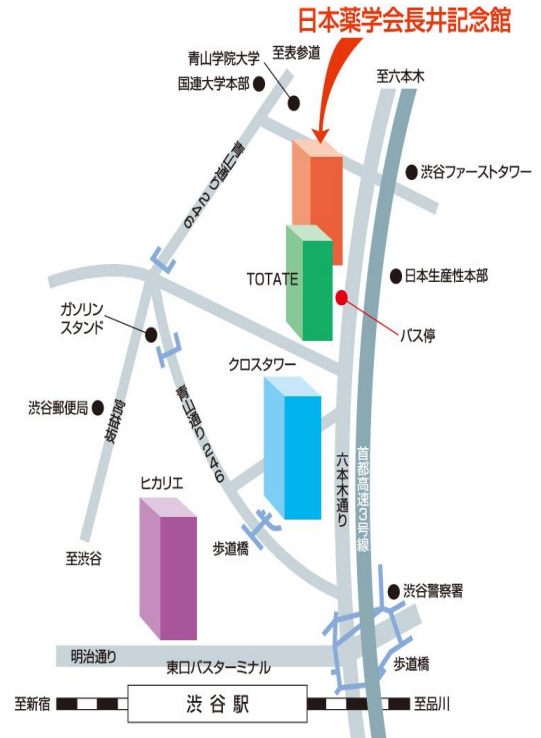 日本薬学会長井記念館
青山学院大学
至表参道
国連大学本部
至六本木
青山通り246
渋谷ファーストタワー
TOTATE
日本生産性本部
ガソリン
スタンド
バス停
クロスタワー
渋谷郵便局
宮益坂
青山通り246
六本木通り
首都高速3号線
ヒカリエ
歩道橋
至渋谷
渋谷警察署
明治通り
東口バスターミナル
歩道橋
至新宿
渋谷駅
至品川